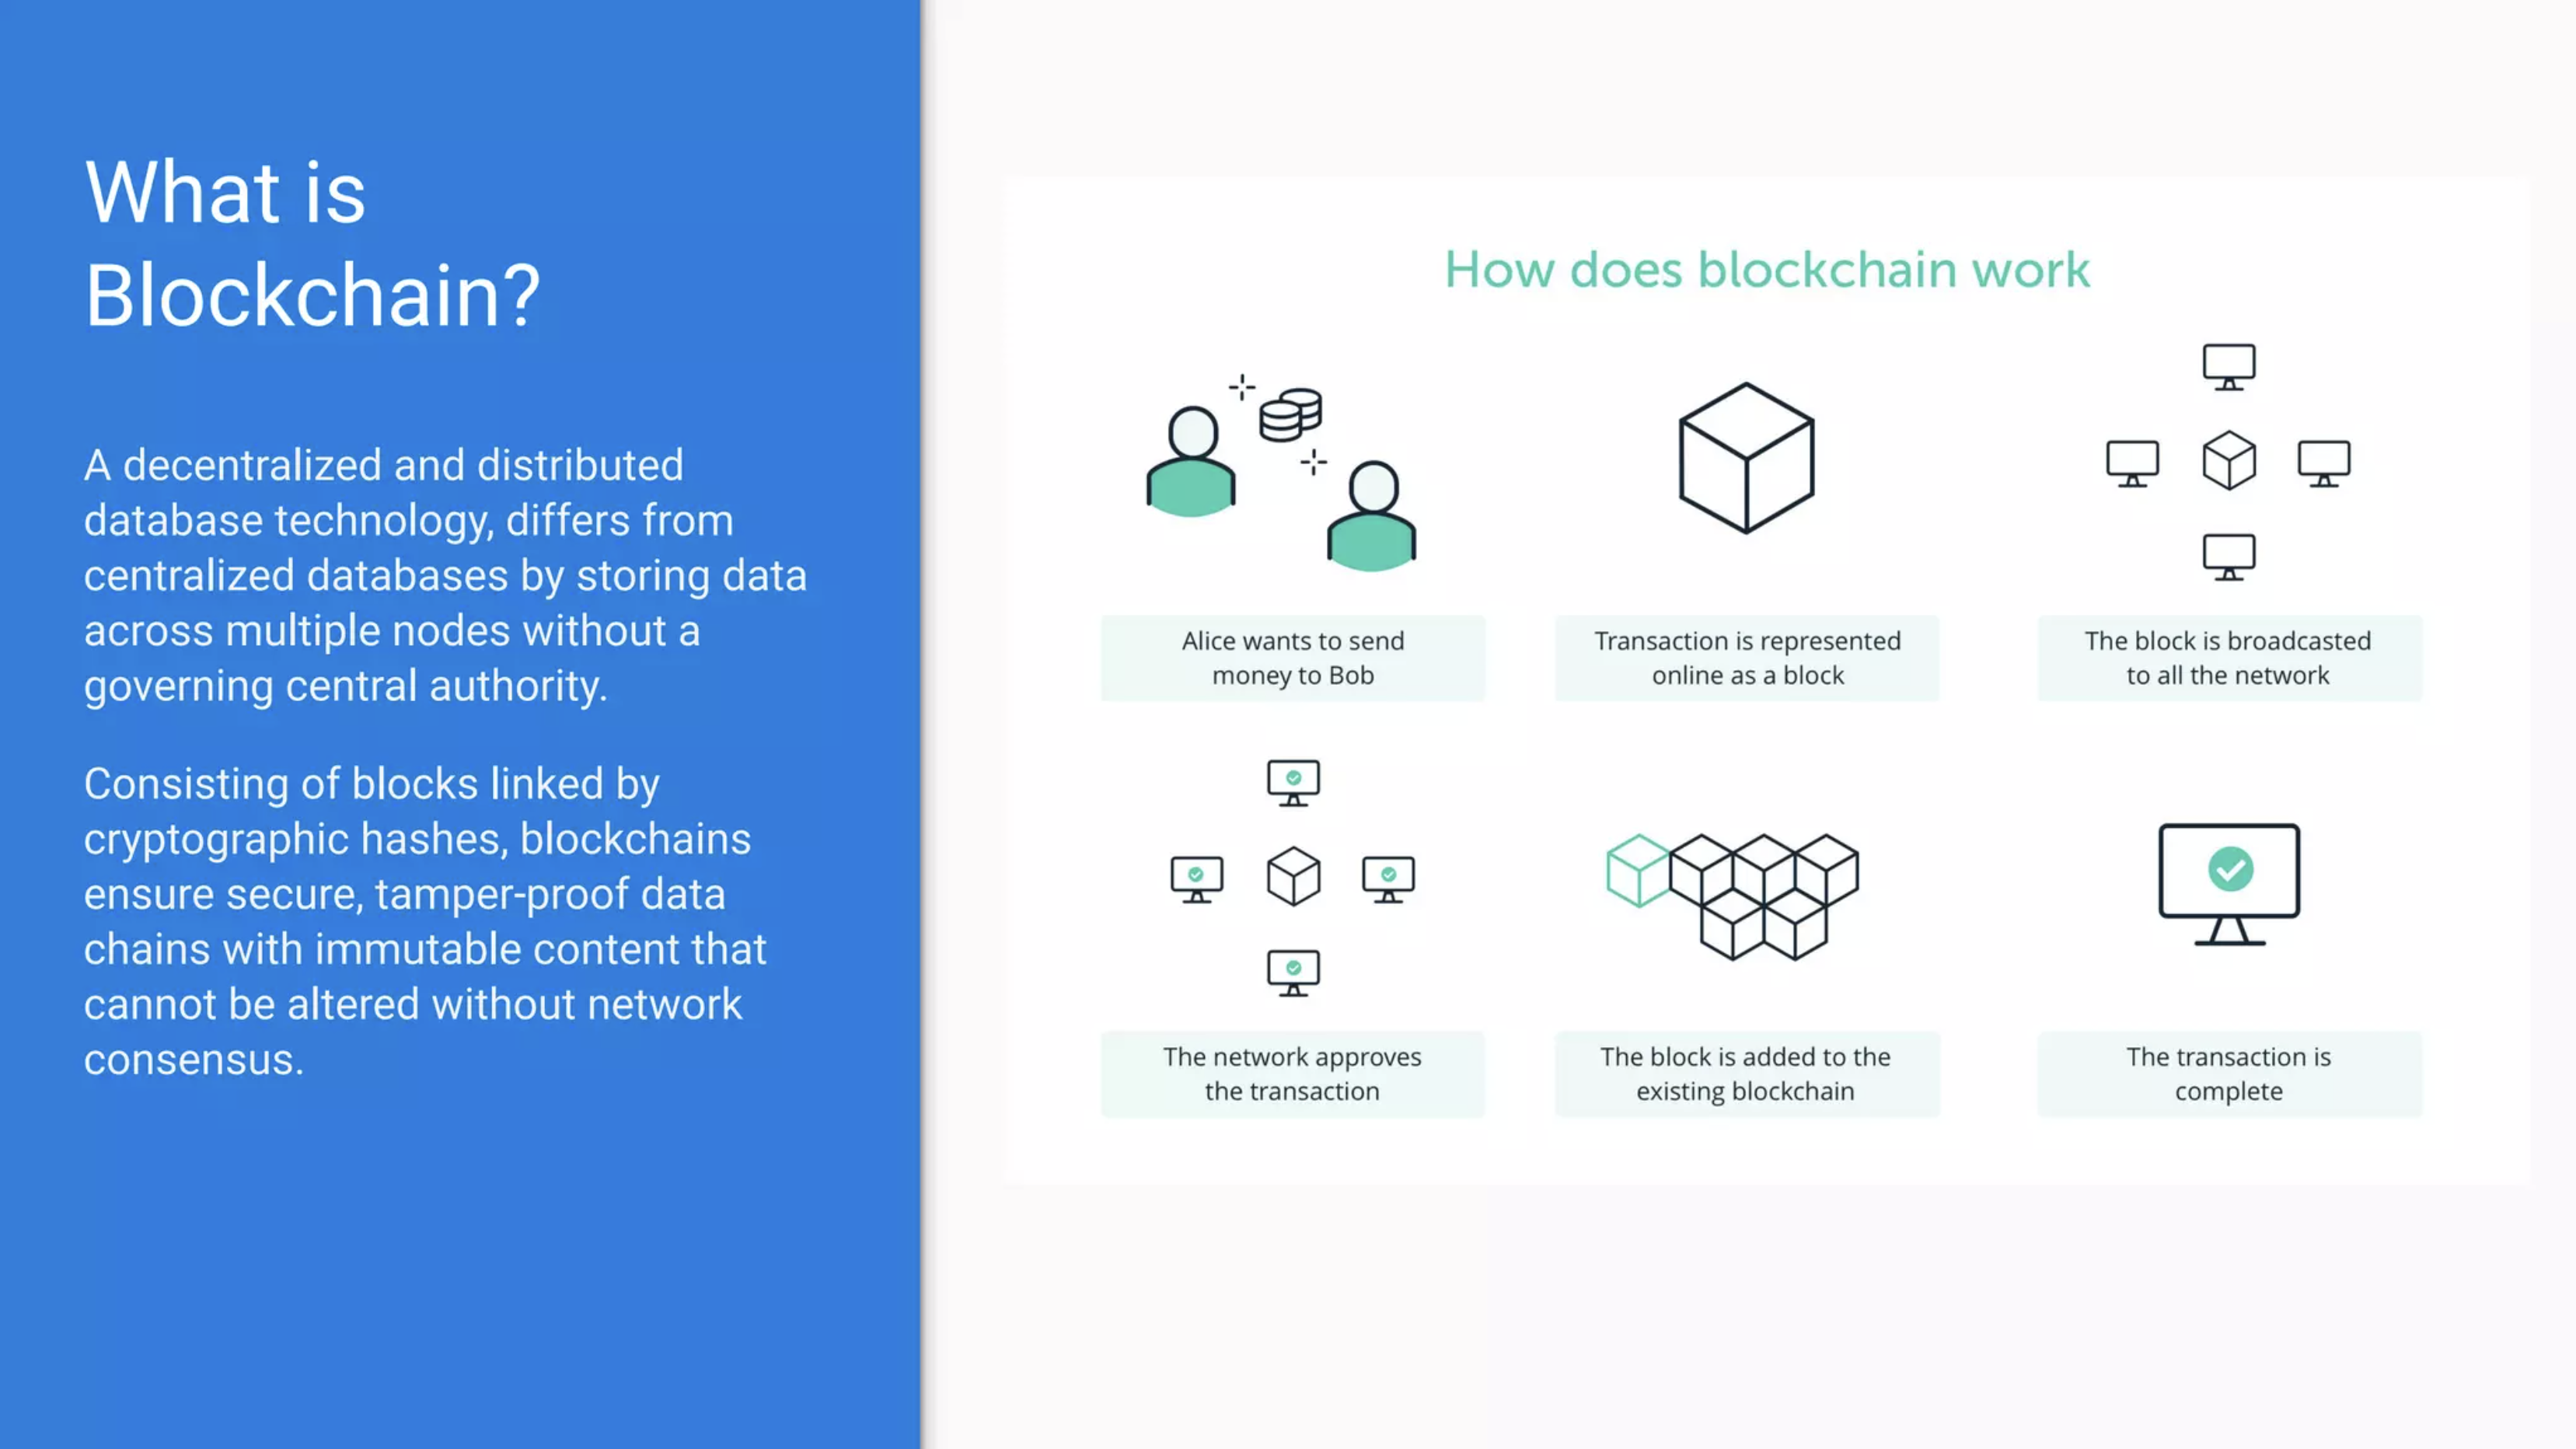 What is
Blockchain?
A decentralized and distributed
database technology, differs from
centralized databases by storing data
across multiple nodes without a
governing central authority.
Consisting of blocks linked by
cryptographic hashes, blockchains
ensure secure, tamper-proof data
chains with immutable content that
cannot be altered without network
consensus.
How does blockchain work
Alice wants to send
money to Bob
Transaction is represented
online as a block
The block is broadcasted
to all the network
The network approves
the transaction
The block is added to the
existing blockchain
The transaction is
complete